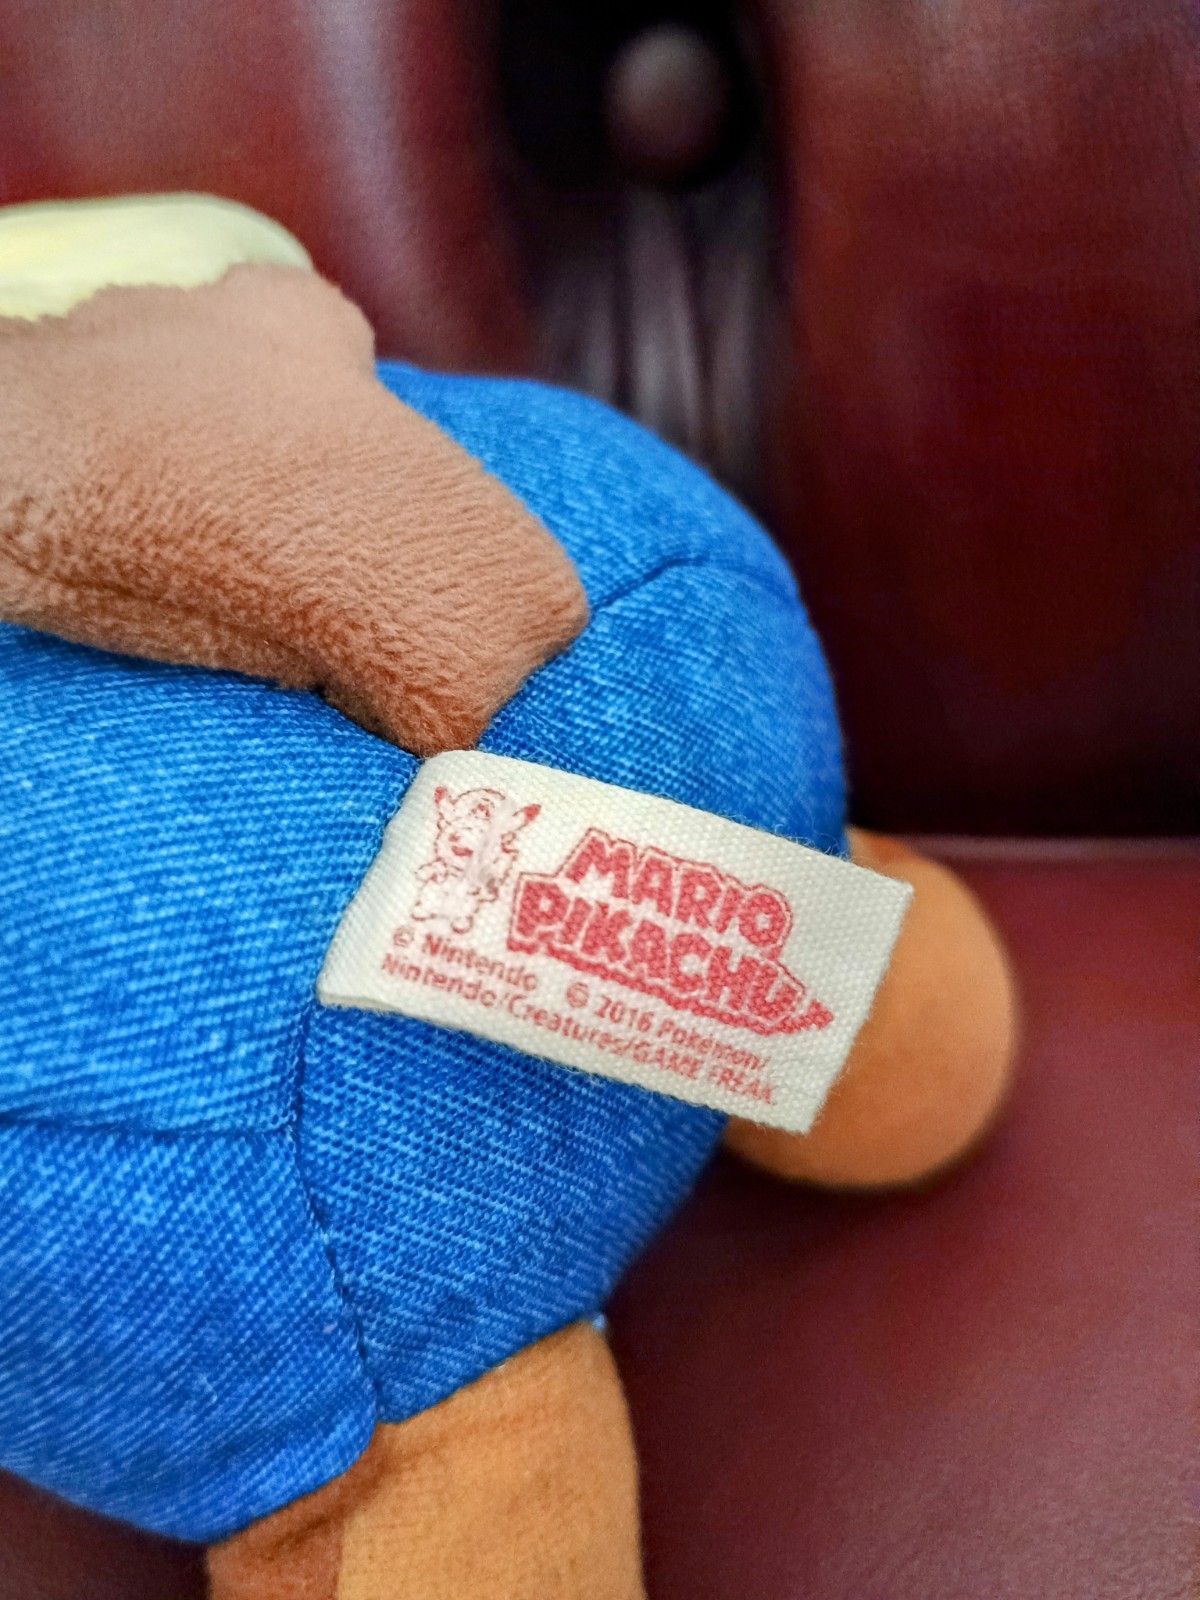 MARIO
PIKACHU
© Nintendo © 2016 Pokémon/
Nintendo/Creatures/GAME FREAK